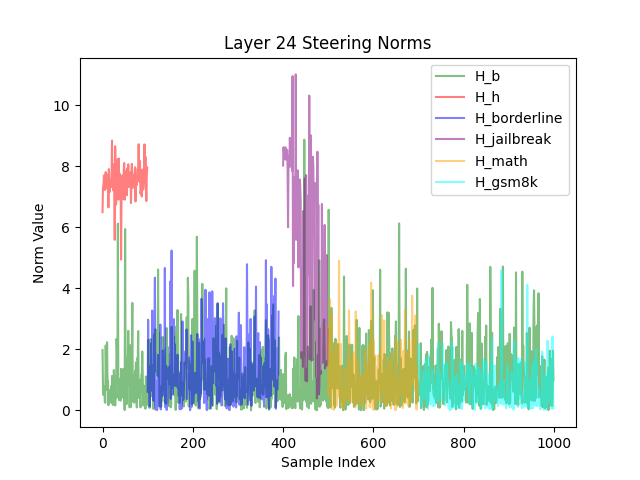 Layer 24 Steering Norms
H_b
H_h
H_borderline
H_jailbreak
H_math
H_gsm8k
Norm Value
10
8
6
4
2
0
0 200 400 600 800 1000
Sample Index